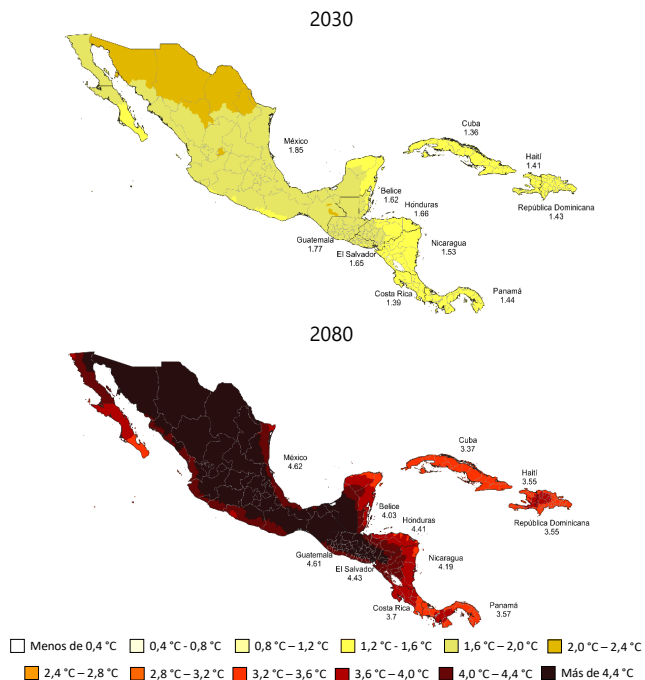 2030
México
1.85
Cuba
1.36
Haití
1.41
República Dominicana
1.43
Belice
1.62
Honduras
1.66
Guatemala
1.77
El Salvador
1.65
Nicaragua
1.53
Costa Rica
1.39
Panamá
1.44
2080
México
4.62
Cuba
3.37
Haití
3.55
República Dominicana
3.55
Belice
4.03
Honduras
4.41
Guatemala
4.61
El Salvador
4.43
Nicaragua
4.19
Costa Rica
3.7
Panamá
3.57
Menos de 0,4 °C
0,4 °C - 0,8 °C
0,8 °C – 1,2 °C
1,2 °C – 1,6 °C
1,6 °C – 2,0 °C
2,0 °C – 2,4 °C
2,4 °C – 2,8 °C
2,8 °C – 3,2 °C
3,2 °C – 3,6 °C
3,6 °C – 4,0 °C
4,0 °C – 4,4 °C
Más de 4,4 °C